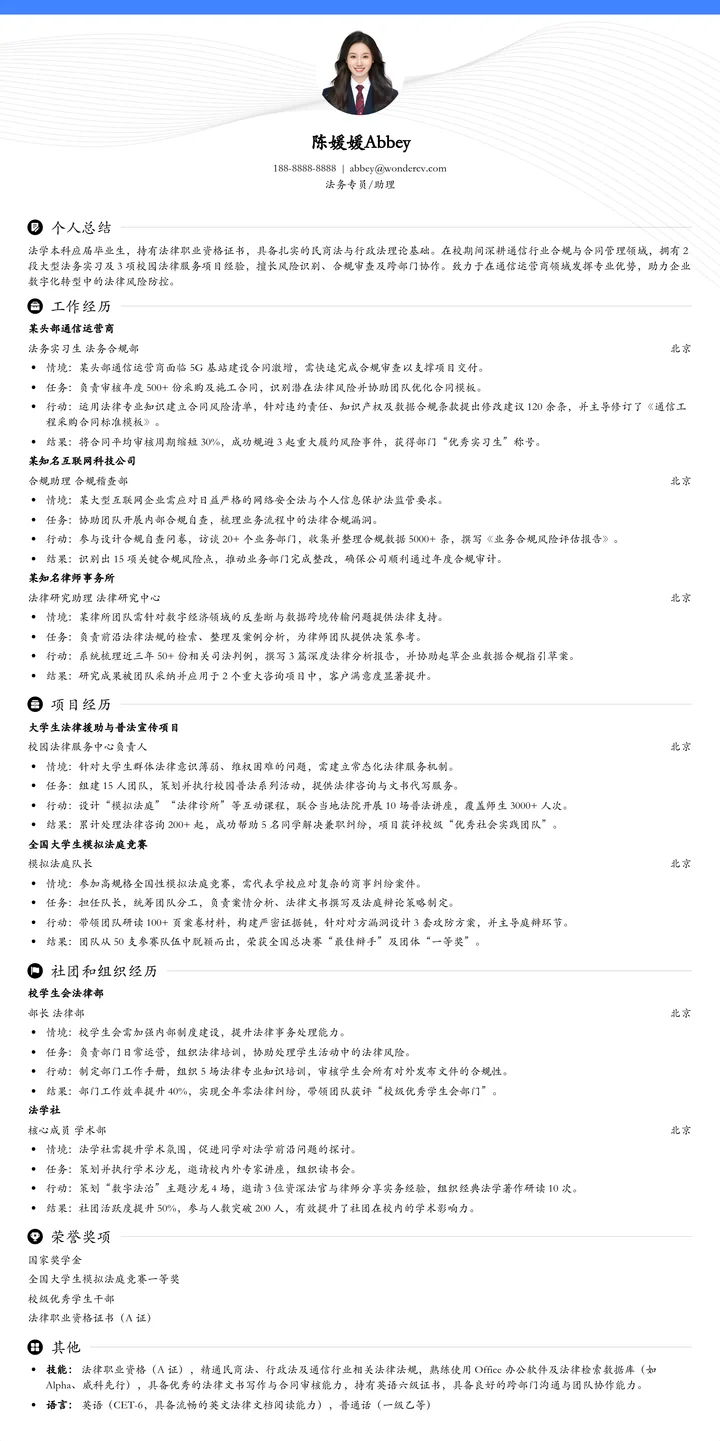 陈媛媛Abbey
188-8888-8888 | abbey@wondercv.com
法务专员/助理
个人总结
法学本科应届毕业生，持有法律职业资格证书，具备扎实的民商法与行政法理论基础。在校期间深耕通信行业合规与合同管理领域，拥有 2
段大型法务实习及 3 项校园法律服务项目经验，擅长风险识别、合规审查及跨部门协作。致力于在通信运营商领域发挥专业优势，助力企业
数字化转型中的法律风险防控。
工作经历
某头部通信运营商
法务实习生 法务合规部 北京
• 情境：某头部通信运营商面临 5G 基站建设合同激增，需快速完成合规审查以支撑项目交付。
• 任务：负责审核年度 500+ 份采购及施工合同，识别潜在法律风险并协助团队优化合同模板。
• 行动：运用法律专业知识建立合同风险清单，针对违约责任、知识产权及数据合规条款提出修改建议 120 余条，并主导修订了《通信工
程采购合同标准模板》。
• 结果：将合同平均审核周期缩短 30%，成功规避 3 起重大履约风险事件，获得部门“优秀实习生”称号。
某知名互联网科技公司
合规助理 合规稽查部 北京
• 情境：某大型互联网企业需应对日益严格的网络安全法与个人信息保护法监管要求。
• 任务：协助团队开展内部合规自查，梳理业务流程中的法律合规漏洞。
• 行动：参与设计合规自查问卷，访谈 20+ 个业务部门，收集并整理合规数据 5000+ 条，撰写《业务合规风险评估报告》。
• 结果：识别出 15 项关键合规风险点，推动业务部门完成整改，确保公司顺利通过年度合规审计。
某知名律师事务所
法律研究助理 法律研究中心 北京
• 情境：某律所团队需针对数字经济领域的反垄断与数据跨境传输问题提供法律支持。
• 任务：负责前沿法律法规的检索、整理及案例分析，为律师团队提供决策参考。
• 行动：系统梳理近三年 50+ 份相关司法判例，撰写 3 篇深度法律分析报告，并协助起草企业数据合规指引草案。
• 结果：研究成果被团队采纳并应用于 2 个重大咨询项目中，客户满意度显著提升。
项目经历
大学生法律援助与普法宣传项目
校园法律服务中心负责人 北京
• 情境：针对大学生群体法律意识薄弱、维权困难的问题，需建立常态化法律服务机制。
• 任务：组建 15 人团队，策划并执行校园普法系列活动，提供法律咨询与文书代写服务。
• 行动：设计“模拟法庭”“法律诊所”等互动课程，联合当地法院开展 10 场普法讲座，覆盖师生 3000+ 人次。
• 结果：累计处理法律咨询 200+ 起，成功帮助 5 名同学解决兼职纠纷，项目获评校级“优秀社会实践团队”。
全国大学生模拟法庭竞赛
模拟法庭队长 北京
• 情境：参加高规格全国性模拟法庭竞赛，需代表学校应对复杂的商事纠纷案件。
• 任务：担任队长，统筹团队分工，负责案情分析、法律文书撰写及法庭辩论策略制定。
• 行动：带领团队研读 100+ 页案卷材料，构建严密证据链，针对对方漏洞设计 3 套攻防方案，并主导庭辩环节。
• 结果：团队从 50 支参赛队伍中脱颖而出，荣获全国总决赛“最佳辩手”及团体“一等奖”。
社团和组织经历
校学生会法律部
部长 法律部 北京
• 情境：校学生会需加强内部制度建设，提升法律事务处理能力。
• 任务：负责部门日常运营，组织法律培训，协助处理学生活动中的法律风险。
• 行动：制定部门工作手册，组织 5 场法律专业知识培训，审核学生会所有对外发布文件的合规性。
• 结果：部门工作效率提升 40%，实现全年零法律纠纷，带领团队获评“校级优秀学生会部门”。
法学社
核心成员 学术部 北京
• 情境：法学社需提升学术氛围，促进同学对法学前沿问题的探讨。
• 任务：策划并执行学术沙龙，邀请校内外专家讲座，组织读书会。
• 行动：策划“数字法治”主题沙龙 4 场，邀请 3 位资深法官与律师分享实务经验，组织经典法学著作研读 10 次。
• 结果：社团活跃度提升 50%，参与人数突破 200 人，有效提升了社团在校内的学术影响力。
荣誉奖项
国家奖学金
全国大学生模拟法庭竞赛一等奖
校级优秀学生干部
法律职业资格证书（A 证）
其他
• 技能： 法律职业资格（A 证），精通民商法、行政法及通信行业相关法律法规，熟练使用 Office 办公软件及法律检索数据库（如
Alpha、威科先行），具备优秀的法律文书写作与合同审核能力，持有英语六级证书，具备良好的跨部门沟通与团队协作能力。
• 语言： 英语（CET-6，具备流畅的英文法律文档阅读能力），普通话（一级乙等）